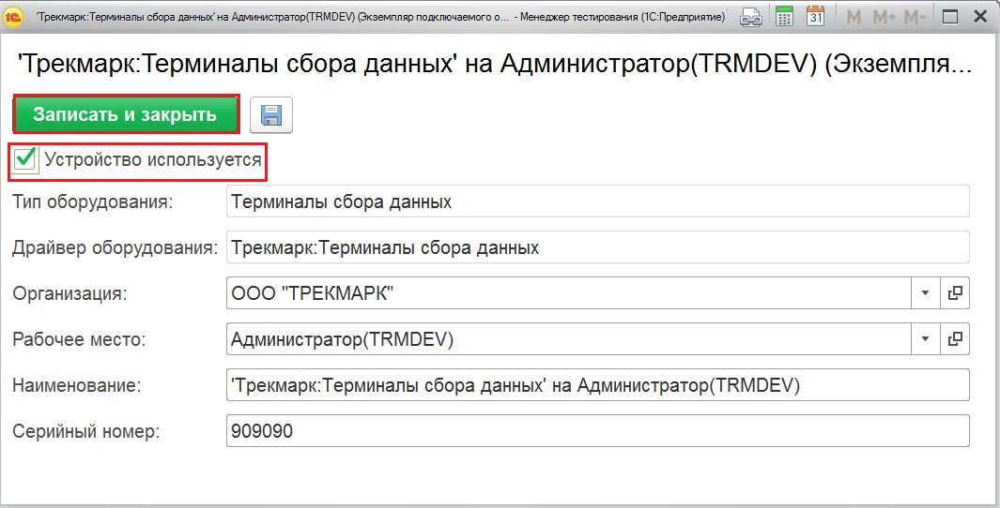 'Трекмарк:Терминалы сбора данных' на Администратор(TRMDEV) (Экземпляр подключаемого о... - Менеджер тестирования (1С:Предприятие)
31 M M+ M-
'Трекмарк:Терминалы сбора данных' на Администратор(TRMDEV) (Экземпля...
Записать и закрыть
Устройство используется
Тип оборудования: Терминалы сбора данных
Драйвер оборудования: Трекмарк:Терминалы сбора данных
Организация: ООО "ТРЕКМАРК"
Рабочее место: Администратор(TRMDEV)
Наименование: 'Трекмарк:Терминалы сбора данных' на Администратор(TRMDEV)
Серийный номер: 909090